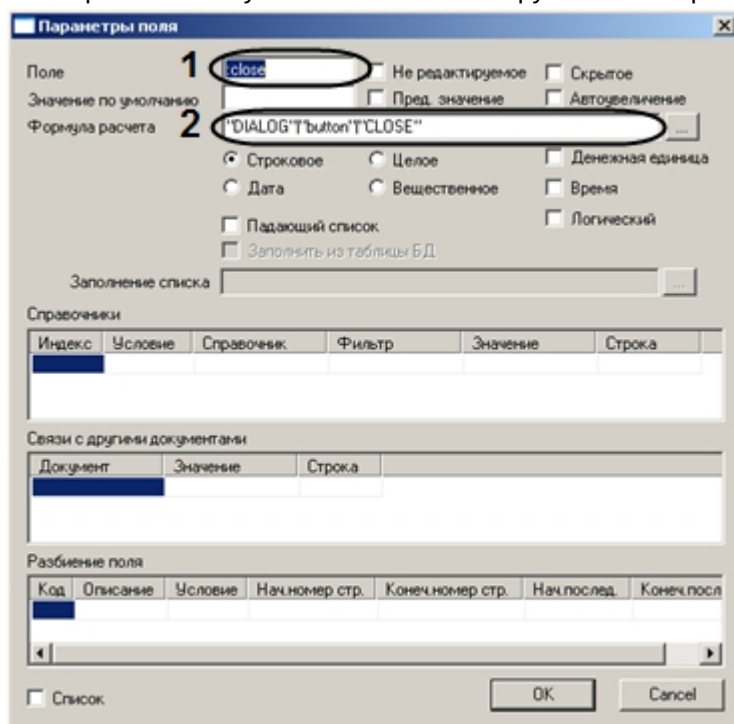 Параметры поля
Поле 1 :close Не редактируемое Скрытое
Значение по умолчанию Пред. значение Автоувеличение
Формула расчета 2 "DIALOG"|"button"|"CLOSE" ...
Строковое Целое Денежная единица
Дата Вещественное Время
Падающий список Логический
Заполнить из таблицы БД
Заполнение списка ...
Справочники
Индекс Условие Справочник Фильтр Значение Строка
Связи с другими документами
Документ Значение Строка
Разбиение поля
Код Описание Условие Нач.номер стр. Конеч.номер стр. Нач.послед. Конеч.посл
Список OK Cancel